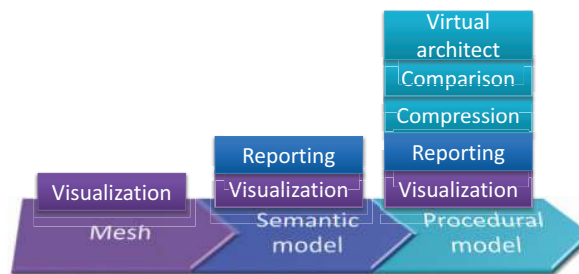 Virtual
architect
Comparison
Compression
Reporting
Reporting
Visualization
Visualization
Visualization
Mesh
Semantic
model
Procedural
model